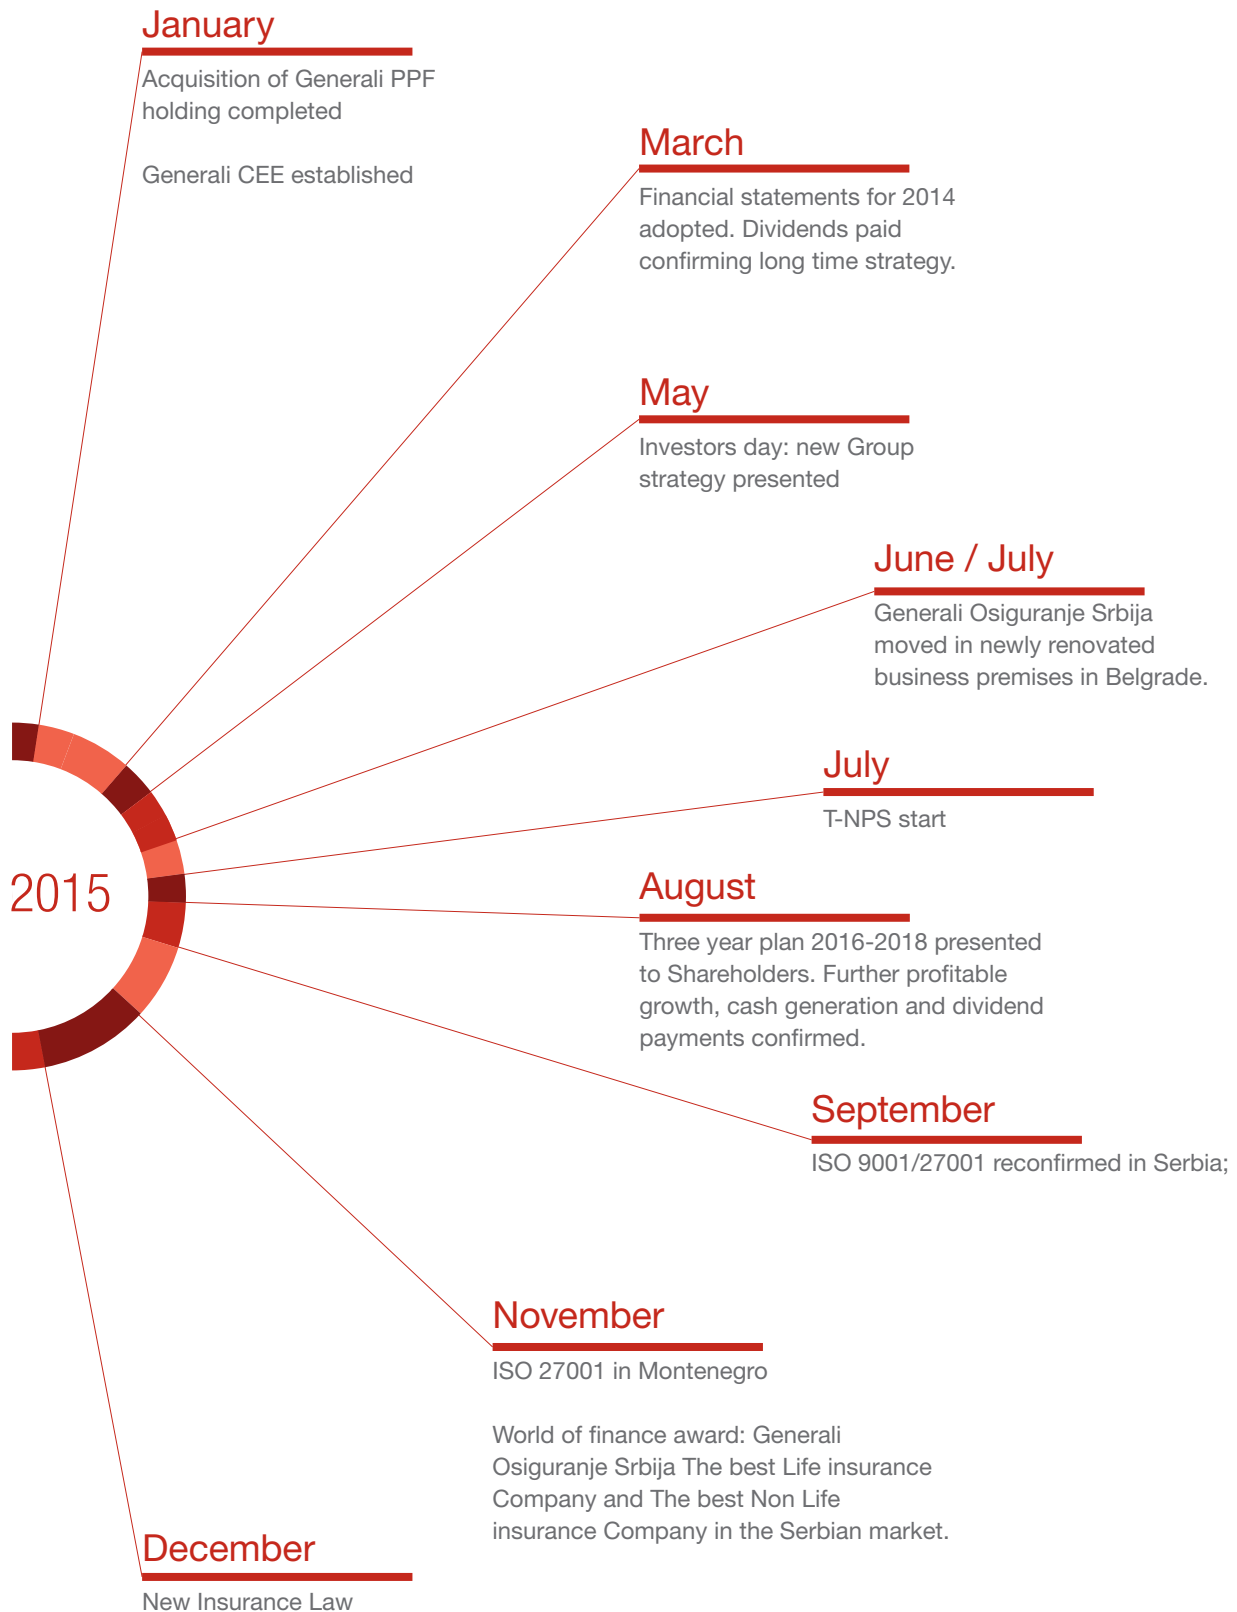 January
Acquisition of Generali PPF
holding completed
Generali CEE established
March
Financial statements for 2014
adopted. Dividends paid
confirming long time strategy.
May
Investors day: new Group
strategy presented
June / July
Generali Osiguranje Srbija
moved in newly renovated
business premises in Belgrade.
July
T-NPS start
2015
August
Three year plan 2016-2018 presented
to Shareholders. Further profitable
growth, cash generation and dividend
payments confirmed.
September
ISO 9001/27001 reconfirmed in Serbia;
November
ISO 27001 in Montenegro
World of finance award: Generali
Osiguranje Srbija The best Life insurance
Company and The best Non Life
insurance Company in the Serbian market.
December
New Insurance Law